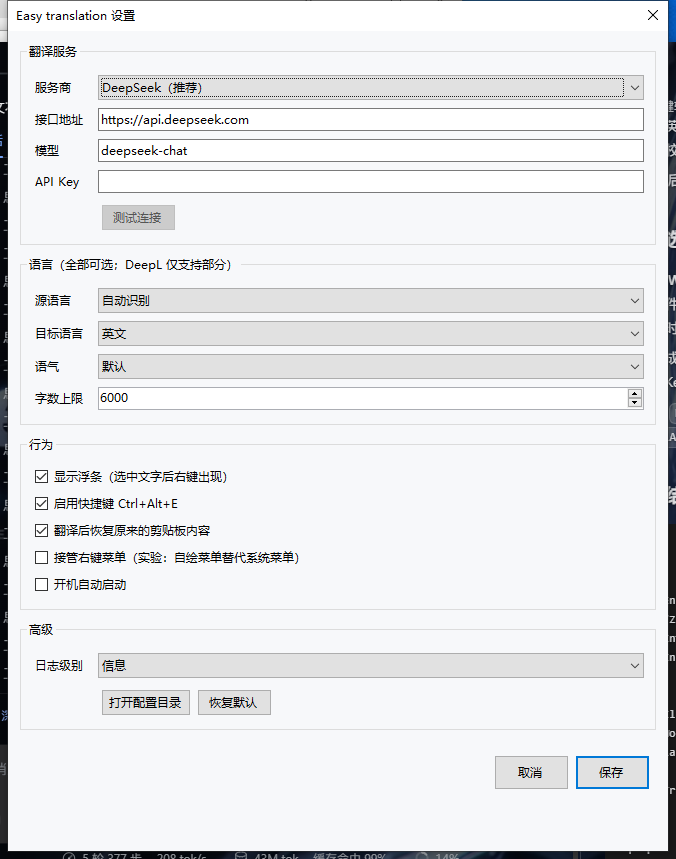 Easy translation 设置
翻译服务
服务商 DeepSeek（推荐）
接口地址 https://api.deepseek.com
模型 deepseek-chat
API Key
测试连接
语言（全部可选；DeepL 仅支持部分）
源语言 自动识别
目标语言 英文
语气 默认
字数上限 6000
行为
显示浮条（选中文字后右键出现）
启用快捷键 Ctrl+Alt+E
翻译后恢复原来的剪贴板内容
接管右键菜单（实验：自绘菜单替代系统菜单）
开机自动启动
高级
日志级别 信息
打开配置目录 恢复默认
取消 保存